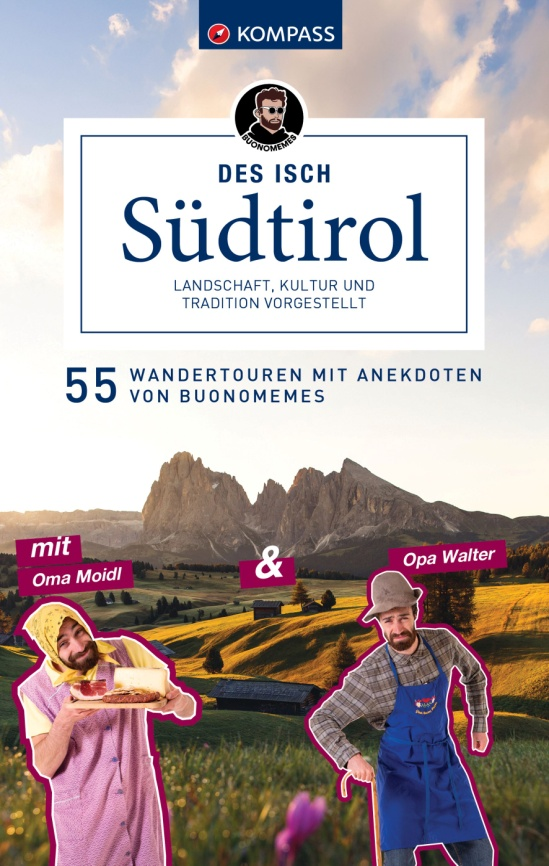 KOMPASS
BUONOMEMES
DES ISCH
Südtirol
LANDSCHAFT, KULTUR UND
TRADITION VORGESTELLT
55 WANDERTOUREN MIT ANEKDOTEN
VON BUONOMEMES
mit
Oma Moidl
&
Opa Walter